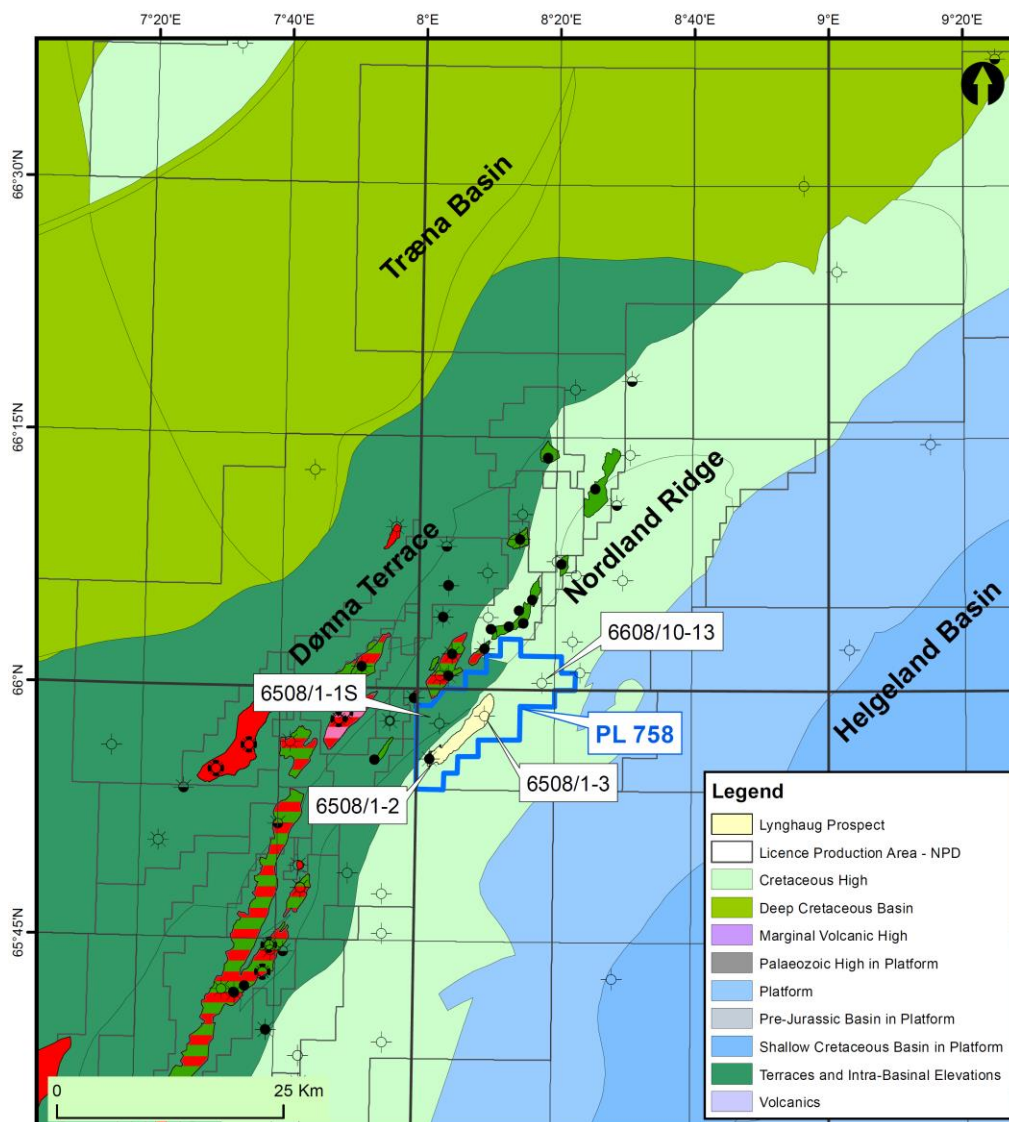 7°20'E
7°40'E
8°E
8°20'E
8°40'E
9°E
9°20'E
66°30'N
66°15'N
66°N
65°45'N
Træna Basin
Dønna Terrace
Nordland Ridge
Helgeland Basin
6608/10-13
6508/1-1S
PL 758
6508/1-2
6508/1-3
Legend
Lynghaug Prospect
Licence Production Area - NPD
Cretaceous High
Deep Cretaceous Basin
Marginal Volcanic High
Palaeozoic High in Platform
Platform
Pre-Jurassic Basin in Platform
Shallow Cretaceous Basin in Platform
Terraces and Intra-Basinal Elevations
Volcanics
0 25 Km